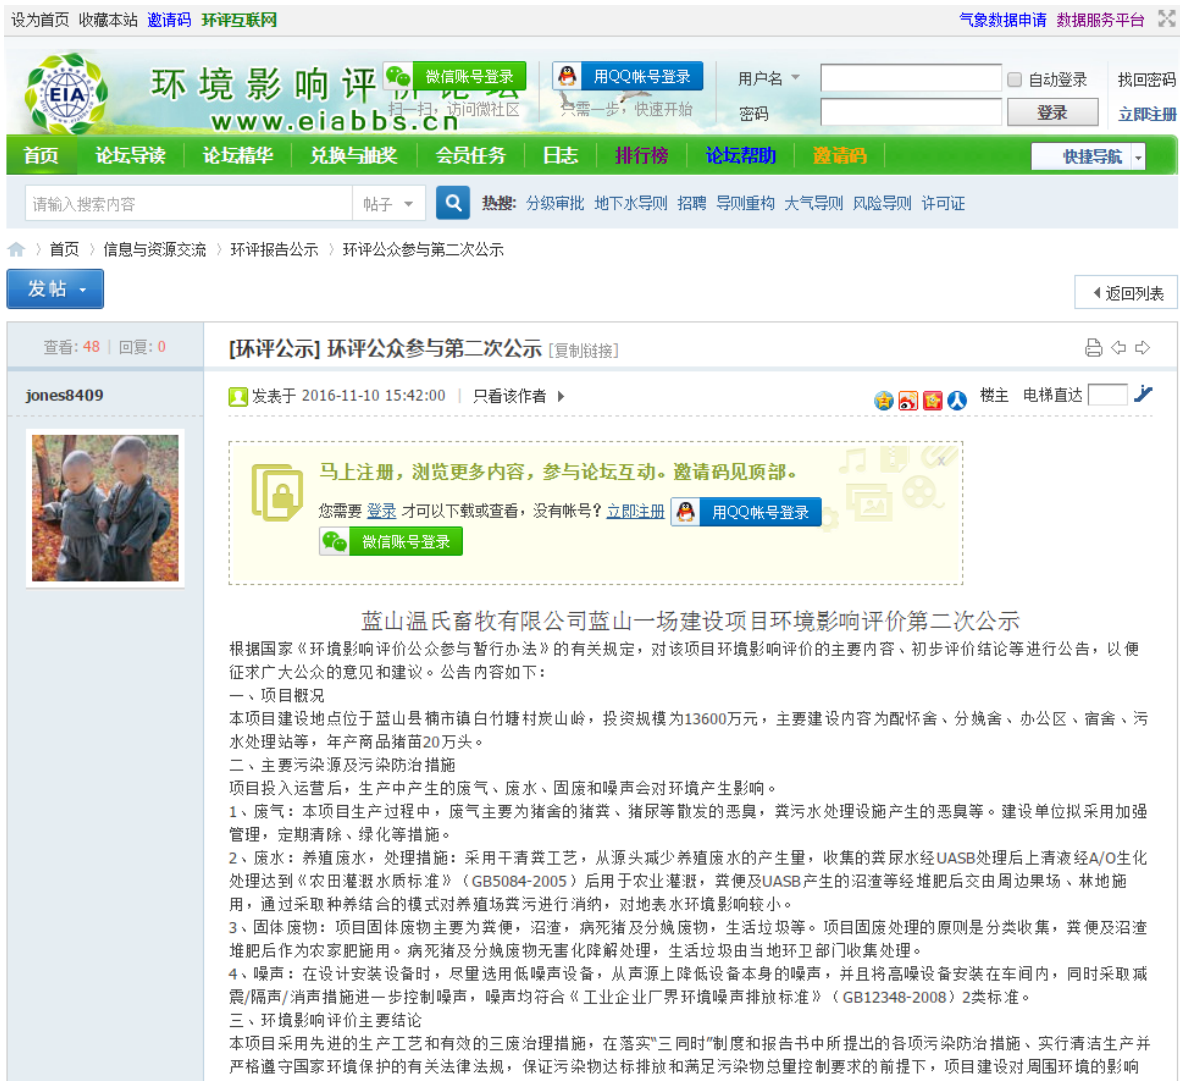 设为首页 收藏本站 邀请码 环评互联网 气象数据申请 数据服务平台
EIA 环境影响评价论坛 微信账号登录 用QQ帐号登录 用户名 自动登录 找回密码
www.eiabbs.cn 扫一扫，访问微社区 只需一步，快速开始 密码 登录 立即注册
首页 论坛导读 论坛精华 兑换与抽奖 会员任务 日志 排行榜 论坛帮助 邀请码 快捷导航
请输入搜索内容 帖子 热搜: 分级审批 地下水导则 招聘 导则重构 大气导则 风险导则 许可证
首页 〉 信息与资源交流 〉 环评报告公示 〉 环评公众参与第二次公示
发帖
返回列表
查看: 48 | 回复: 0 [环评公示] 环评公众参与第二次公示 [复制链接]
jones8409 发表于 2016-11-10 15:42:00 | 只看该作者 楼主 电梯直达
马上注册，浏览更多内容，参与论坛互动。邀请码见顶部。 x
您需要 登录 才可以下载或查看，没有帐号？立即注册 用QQ帐号登录
微信账号登录
蓝山温氏畜牧有限公司蓝山一场建设项目环境影响评价第二次公示
根据国家《环境影响评价公众参与暂行办法》的有关规定，对该项目环境影响评价的主要内容、初步评价结论等进行公告，以便
征求广大公众的意见和建议。公告内容如下：
一、项目概况
本项目建设地点位于蓝山县楠市镇白竹塘村炭山岭，投资规模为13600万元，主要建设内容为配怀舍、分娩舍、办公区、宿舍、污
水处理站等，年产商品猪苗20万头。
二、主要污染源及污染防治措施
项目投入运营后，生产中产生的废气、废水、固废和噪声会对环境产生影响。
1、废气：本项目生产过程中，废气主要为猪舍的猪粪、猪尿等散发的恶臭，粪污水处理设施产生的恶臭等。建设单位拟采用加强
管理，定期清除、绿化等措施。
2、废水：养殖废水，处理措施：采用干清粪工艺，从源头减少养殖废水的产生量，收集的粪尿水经UASB处理后上清液经A/O生化
处理达到《农田灌溉水质标准》（GB5084-2005）后用于农业灌溉，粪便及UASB产生的沼渣等经堆肥后交由周边果场、林地施
用，通过采取种养结合的模式对养殖场粪污进行消纳，对地表水环境影响较小。
3、固体废物：项目固体废物主要为粪便，沼渣，病死猪及分娩废物，生活垃圾等。项目固废处理的原则是分类收集，粪便及沼渣
堆肥后作为农家肥施用。病死猪及分娩废物无害化降解处理，生活垃圾由当地环卫部门收集处理。
4、噪声：在设计安装设备时，尽量选用低噪声设备，从声源上降低设备本身的噪声，并且将高噪设备安装在车间内，同时采取减
震/隔声/消声措施进一步控制噪声，噪声均符合《工业企业厂界环境噪声排放标准》（GB12348-2008）2类标准。
三、环境影响评价主要结论
本项目采用先进的生产工艺和有效的三废治理措施，在落实“三同时”制度和报告书中所提出的各项污染防治措施、实行清洁生产并
严格遵守国家环境保护的有关法律法规，保证污染物达标排放和满足污染物总量控制要求的前提下，项目建设对周围环境的影响